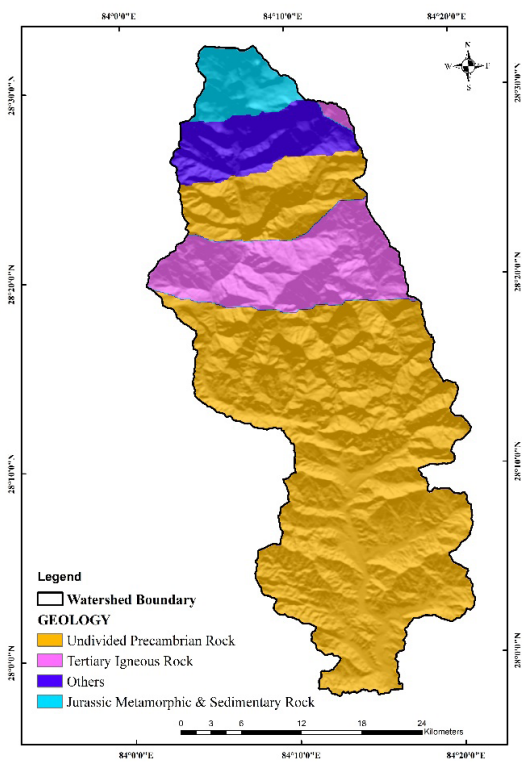 84°0'0"E 84°10'0"E 84°20'0"E
N
W E
S
28°30'0"N 28°30'0"N
28°20'0"N 28°20'0"N
28°10'0"N 28°10'0"N
28°0'0"N 28°0'0"N
Legend
Watershed Boundary
GEOLOGY
Undivided Precambrian Rock
Tertiary Igneous Rock
Others
Jurassic Metamorphic & Sedimentary Rock
0 3 6 12 18 24
Kilometers
84°0'0"E 84°10'0"E 84°20'0"E